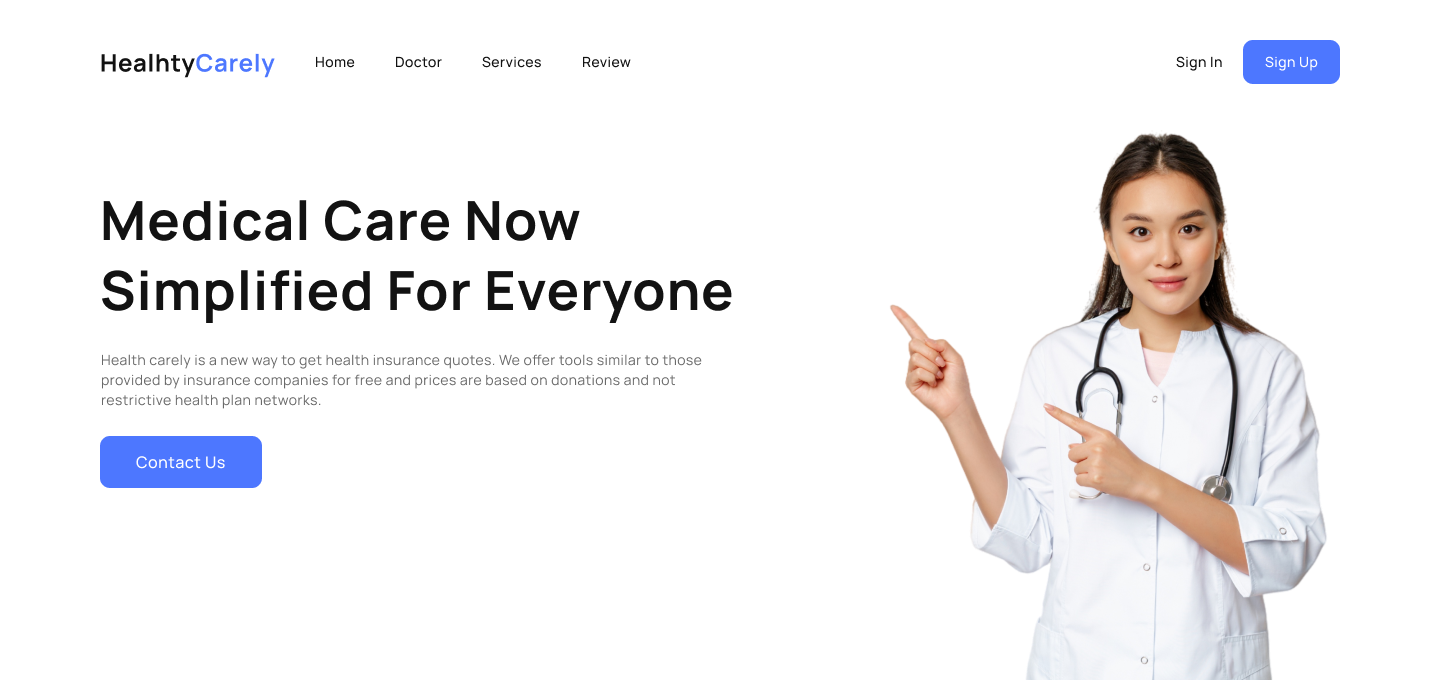 HealhtyCarely
Home
Doctor
Services
Review
Sign In
Sign Up
Medical Care Now
Simplified For Everyone
Health carely is a new way to get health insurance quotes. We offer tools similar to those
provided by insurance companies for free and prices are based on donations and not
restrictive health plan networks.
Contact Us